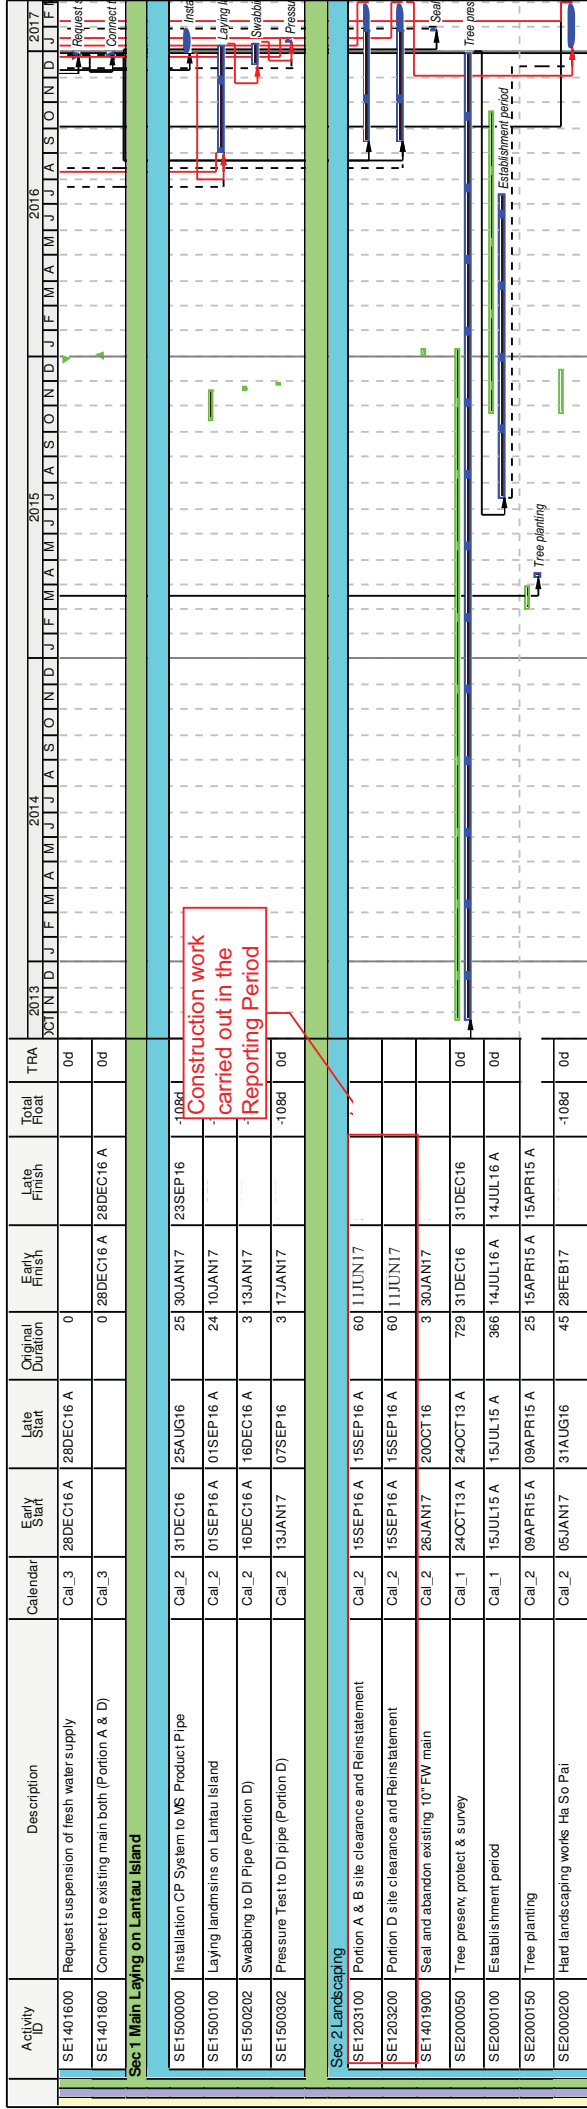 Activity ID Description Calendar Early Start Late Start Original Duration Early Finish Late Finish Total Float TRA 2013 2014 2015 2016 2017
OCT N D J F M A M J J A S O N D J F M A M J J A S O N D J F M A M J J A S O N D J F
SE1401600 Request suspension of fresh water supply Cal_3 28DEC16 A 28DEC16 A 0 0d Request s
SE1401800 Connect to existing main both (Portion A & D) Cal_3 0 28DEC16 A 28DEC16 A 0d Connect t
Sec 1 Main Laying on Lantau Island
SE1500000 Installation CP System to MS Product Pipe Cal_2 31DEC16 25AUG16 25 30JAN17 23SEP16 -108d Insta
SE1500100 Laying landmsins on Lantau Island Cal_2 01SEP16 A 01SEP16 A 24 10JAN17 Laying l
SE1500202 Swabbing to DI Pipe (Portion D) Cal_2 16DEC16 A 16DEC16 A 3 13JAN17 Swabbi
SE1500302 Pressure Test to DI pipe (Portion D) Cal_2 13JAN17 07SEP16 3 17JAN17 -108d 0d Pressu
Construction work
carried out in the
Reporting Period
Sec 2 Landscaping
SE1203100 Portion A & B site clearance and Reinstatement Cal_2 15SEP16 A 15SEP16 A 60 11JUN17
SE1203200 Portion D site clearance and Reinstatement Cal_2 15SEP16 A 15SEP16 A 60 11JUN17
SE1401900 Seal and abandon existing 10" FW main Cal_2 26JAN17 20OCT16 3 30JAN17 Seal
SE2000050 Tree preserv, protect & survey Cal_1 24OCT13 A 24OCT13 A 729 31DEC16 31DEC16 0d Tree pres
SE2000100 Establishment period Cal_1 15JUL15 A 15JUL15 A 366 14JUL16 A 14JUL16 A 0d Establishment period
SE2000150 Tree planting Cal_2 09APR15 A 09APR15 A 25 15APR15 A 15APR15 A Tree planting
SE2000200 Hard landscaping works Ha So Pai Cal_2 05JAN17 31AUG16 45 28FEB17 -108d 0d